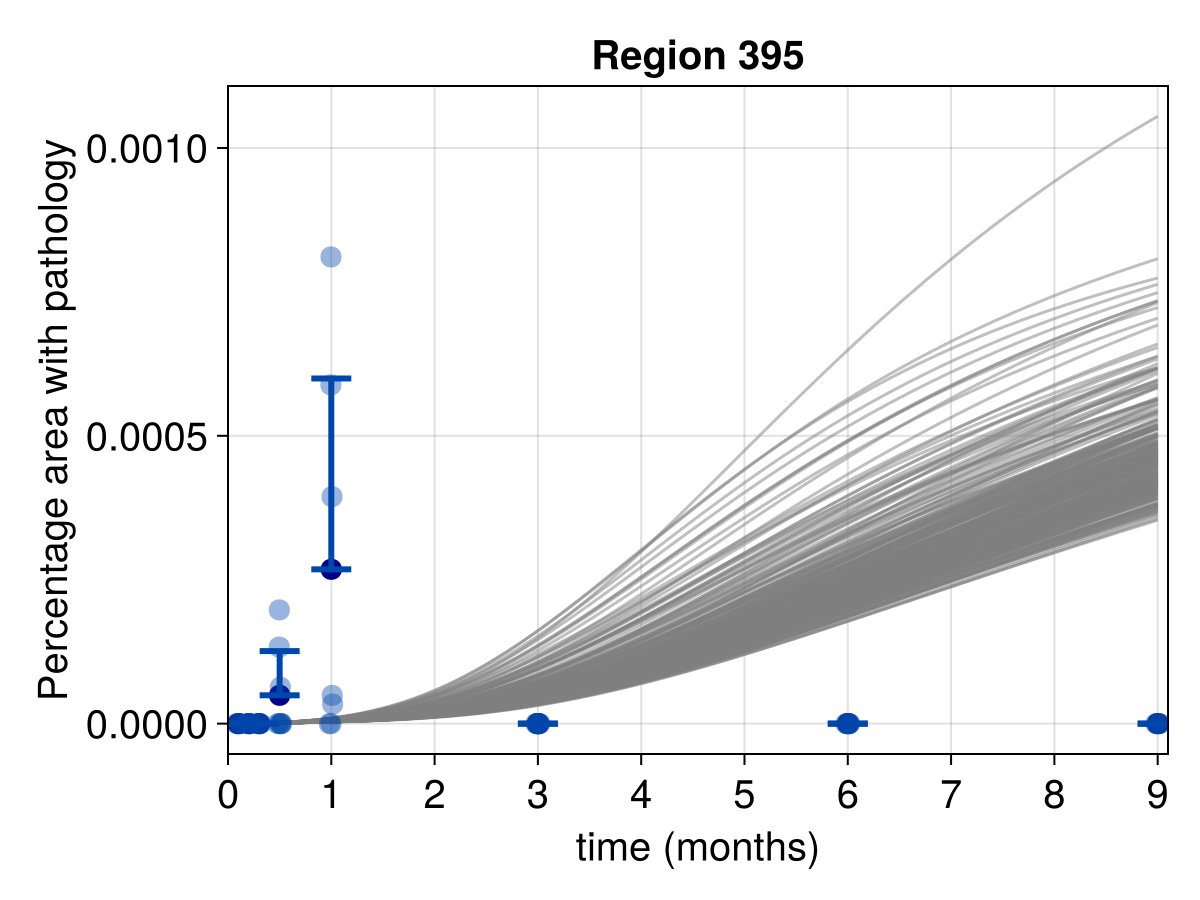 Region 395
Percentage area with pathology
0.0010
0.0005
0.0000
0 1 2 3 4 5 6 7 8 9
time (months)